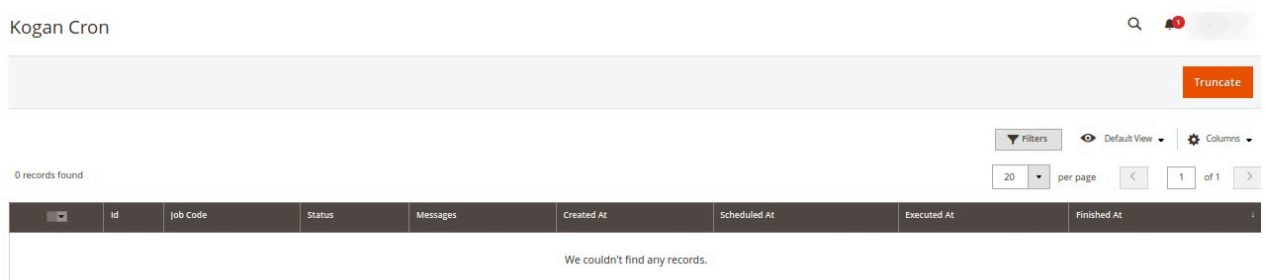 Kogan Cron
1
Truncate
Filters Default View Columns
0 records found 20 per page 1 of 1
Id Job Code Status Messages Created At Scheduled At Executed At Finished At ↓
We couldn't find any records.